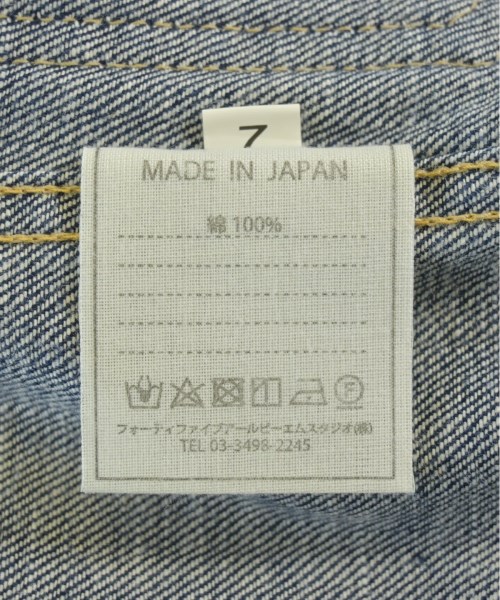 Z
MADE IN JAPAN
綿 100%
フォーティファイブアールピーエムスタジオ(株)
TEL 03-3498-2245